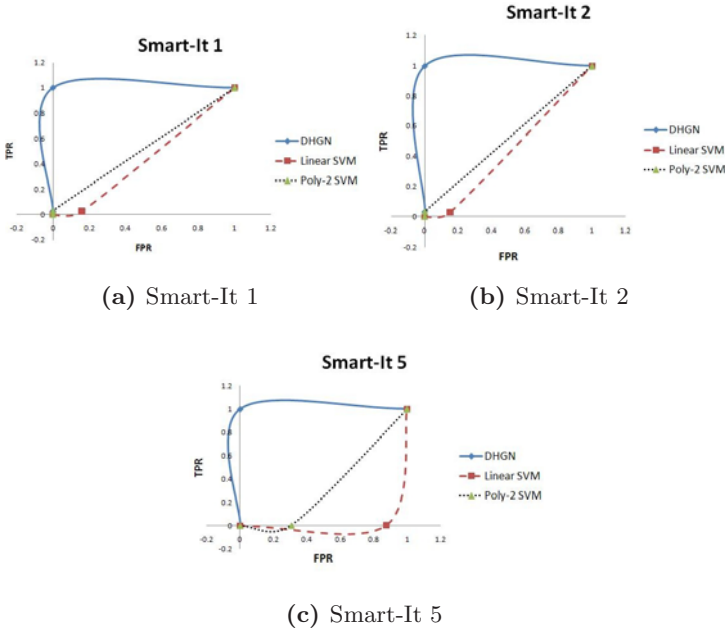 Smart-It 1
1.2
1
0.8
0.6
0.4
0.2
0
-0.2
TPR
0 0.2 0.4 0.6 0.8 1 1.2
FPR
DHGN
Linear SVM
Poly-2 SVM
(a) Smart-It 1
Smart-It 2
1.2
1
0.8
0.6
0.4
0.2
0
-0.2
TPR
0 0.2 0.4 0.6 0.8 1 1.2
FPR
DHGN
Linear SVM
Poly-2 SVM
(b) Smart-It 2
Smart-It 5
1.2
1
0.8
0.6
0.4
0.2
0
-0.2
TPR
0 0.2 0.4 0.6 0.8 1 1.2
FPR
DHGN
Linear SVM
Poly-2 SVM
(c) Smart-It 5